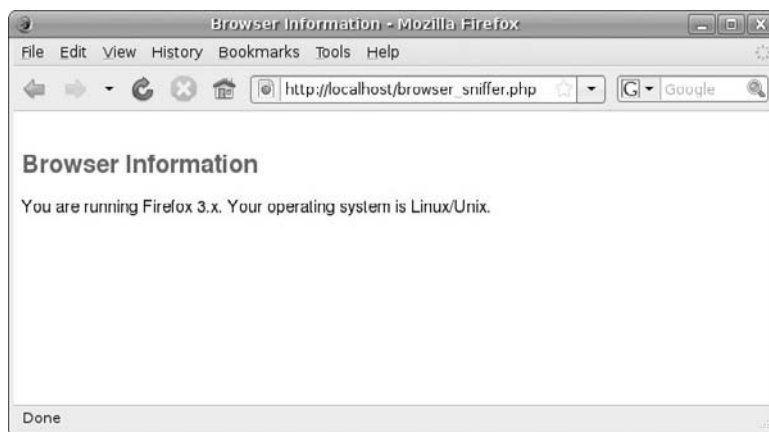 Browser Information - Mozilla Firefox
File Edit View History Bookmarks Tools Help
http://localhost/browser_sniffer.php G Google
Browser Information
You are running Firefox 3.x. Your operating system is Linux/Unix.
Done